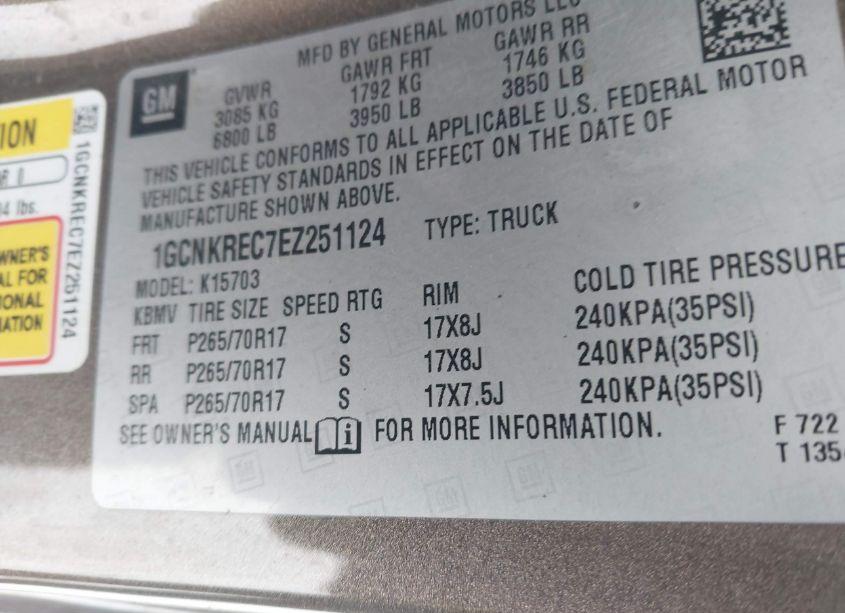 MFD BY GENERAL MOTORS LLC
GM
GVWR GAWR FRT GAWR RR
3085 KG 1792 KG 1746 KG
6800 LB 3950 LB 3850 LB
THIS VEHICLE CONFORMS TO ALL APPLICABLE U.S. FEDERAL MOTOR
VEHICLE SAFETY STANDARDS IN EFFECT ON THE DATE OF
MANUFACTURE SHOWN ABOVE.
1GCNKREC7EZ251124 TYPE: TRUCK
MODEL: K15703
KBMV TIRE SIZE SPEED RTG RIM COLD TIRE PRESSURE
FRT P265/70R17 S 17X8J 240KPA(35PSI)
RR P265/70R17 S 17X8J 240KPA(35PSI)
SPA P265/70R17 S 17X7.5J 240KPA(35PSI)
SEE OWNER'S MANUAL FOR MORE INFORMATION.
F 722
T 135
ION
lbs.
WNER'S
AL FOR
IONAL
MATION
1GCNKREC7EZ251124